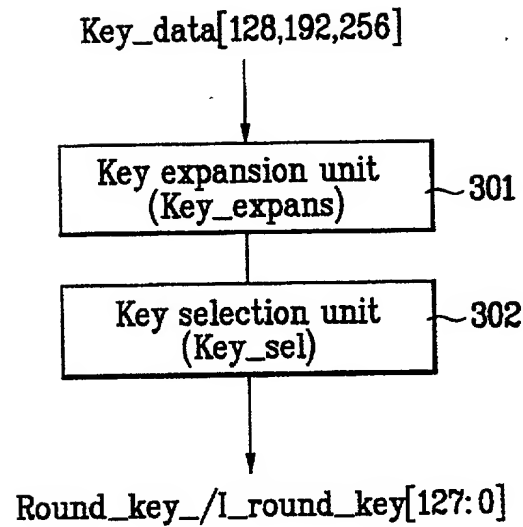 Key_data[128,192,256]
Key expansion unit
(Key_expans)
301
Key selection unit
(Key_sel)
302
Round_key_/I_round_key[127:0]